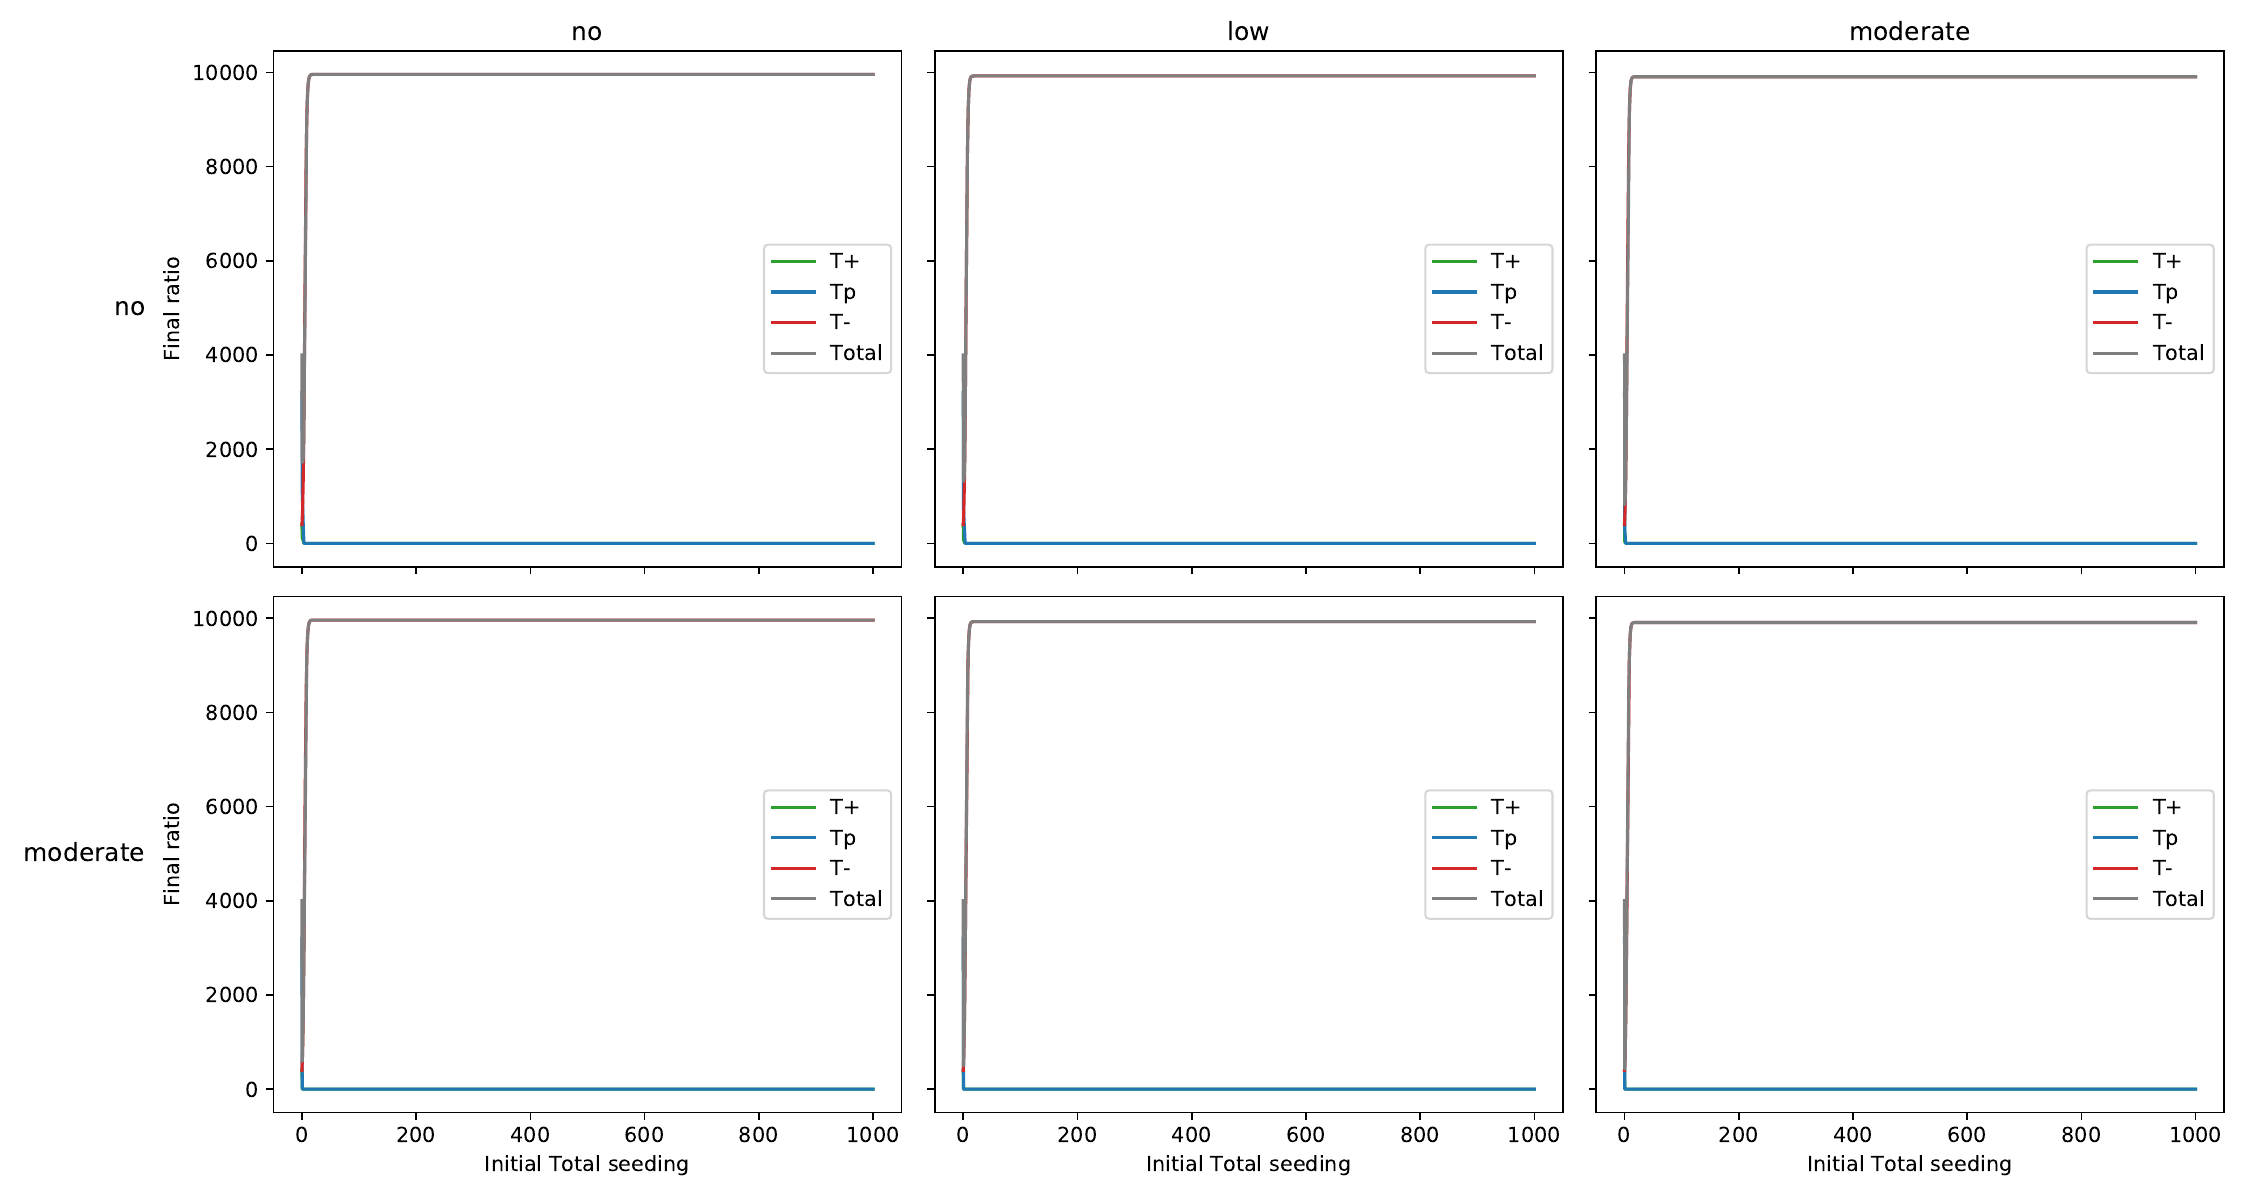 no
low
moderate
no
Final ratio
10000
8000
6000
4000
2000
0
T+
Tp
T-
Total
T+
Tp
T-
Total
T+
Tp
T-
Total
moderate
Final ratio
10000
8000
6000
4000
2000
0
T+
Tp
T-
Total
T+
Tp
T-
Total
T+
Tp
T-
Total
0 200 400 600 800 1000
0 200 400 600 800 1000
0 200 400 600 800 1000
Initial Total seeding
Initial Total seeding
Initial Total seeding